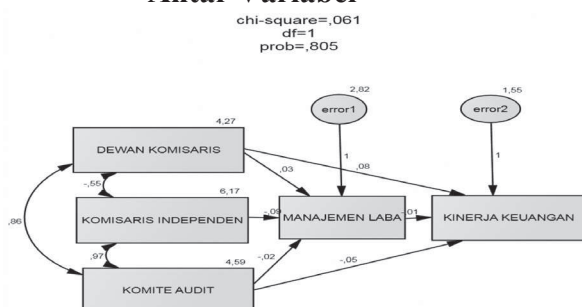 Antar Variabel
chi-square=,061
df=1
prob=,805
2,82
1,55
error1
error2
4,27
1
1
DEWAN KOMISARIS
,08
,03
-,55
6,17
,86
KOMISARIS INDEPENDEN
-,09
MANAJEMEN LABA
-,01
KINERJA KEUANGAN
,97
4,59
-,02
-,05
KOMITE AUDIT